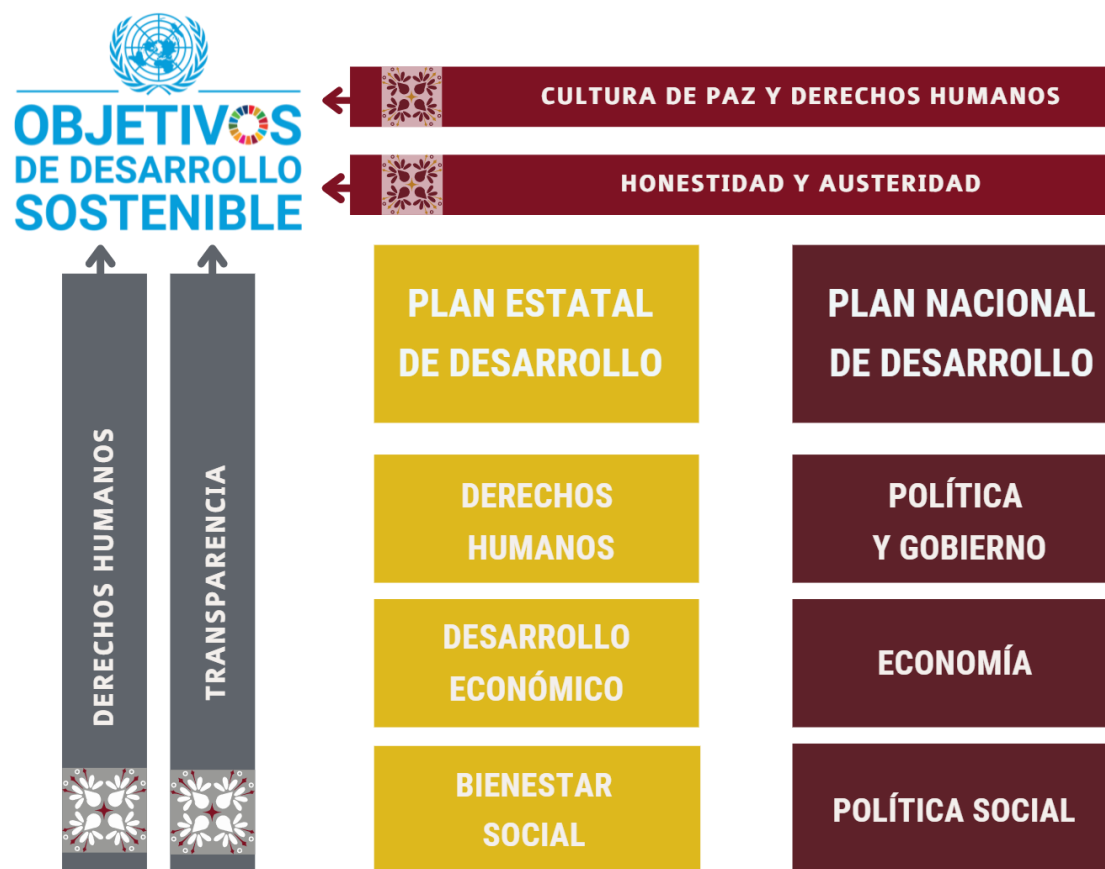 OBJETIVOS
DE DESARROLLO
SOSTENIBLE
CULTURA DE PAZ Y DERECHOS HUMANOS
HONESTIDAD Y AUSTERIDAD
DERECHOS HUMANOS
TRANSPARENCIA
PLAN ESTATAL
DE DESARROLLO
PLAN NACIONAL
DE DESARROLLO
DERECHOS
HUMANOS
POLÍTICA
Y GOBIERNO
DESARROLLO
ECONÓMICO
ECONOMÍA
BIENESTAR
SOCIAL
POLÍTICA SOCIAL